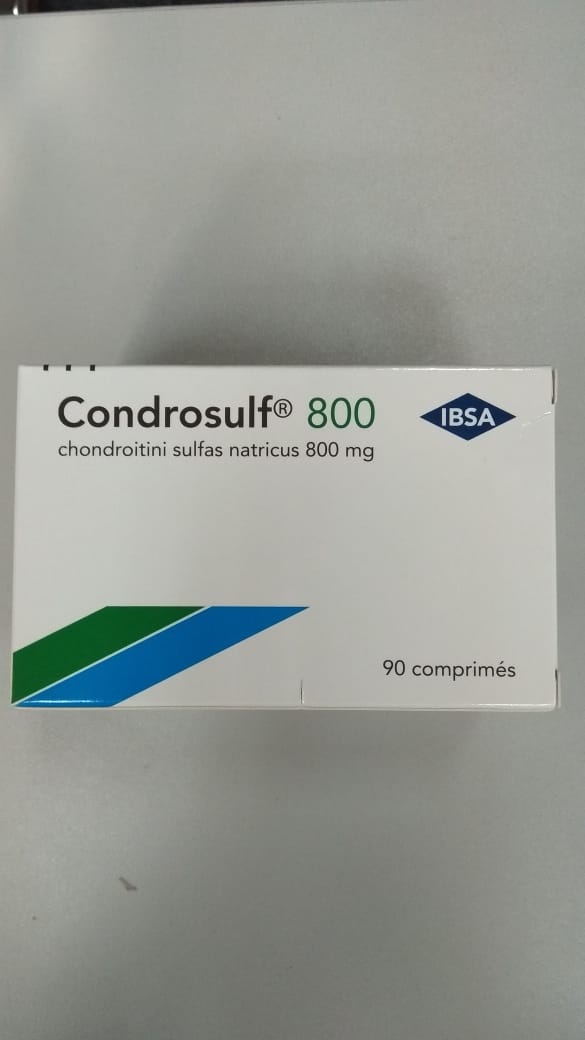 Condrosulf® 800
IBSA
chondroitini sulfas natricus 800 mg
90 comprimés